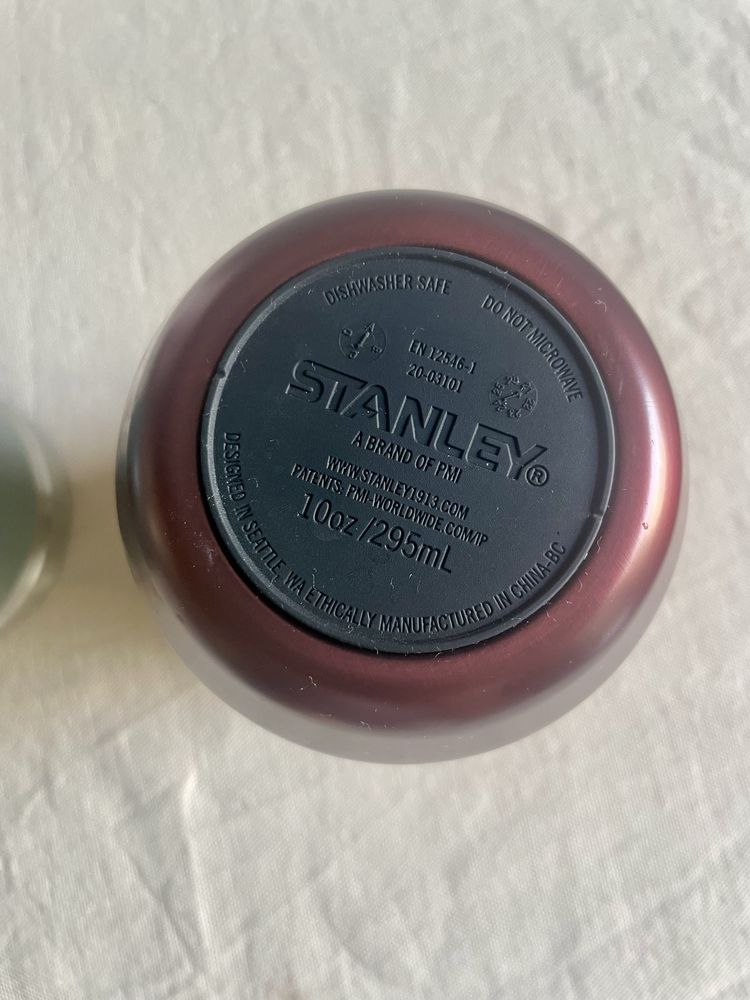 DISHWASHER SAFE
DO NOT MICROWAVE
EN 12546-1
20-03101
STANLEY®
A BRAND OF PMI
WWW.STANLEY1913.COM
PATENTS: PMI-WORLDWIDE.COM/IP
10oz/295mL
DESIGNED IN SEATTLE, WA ETHICALLY MANUFACTURED IN CHINA-BC